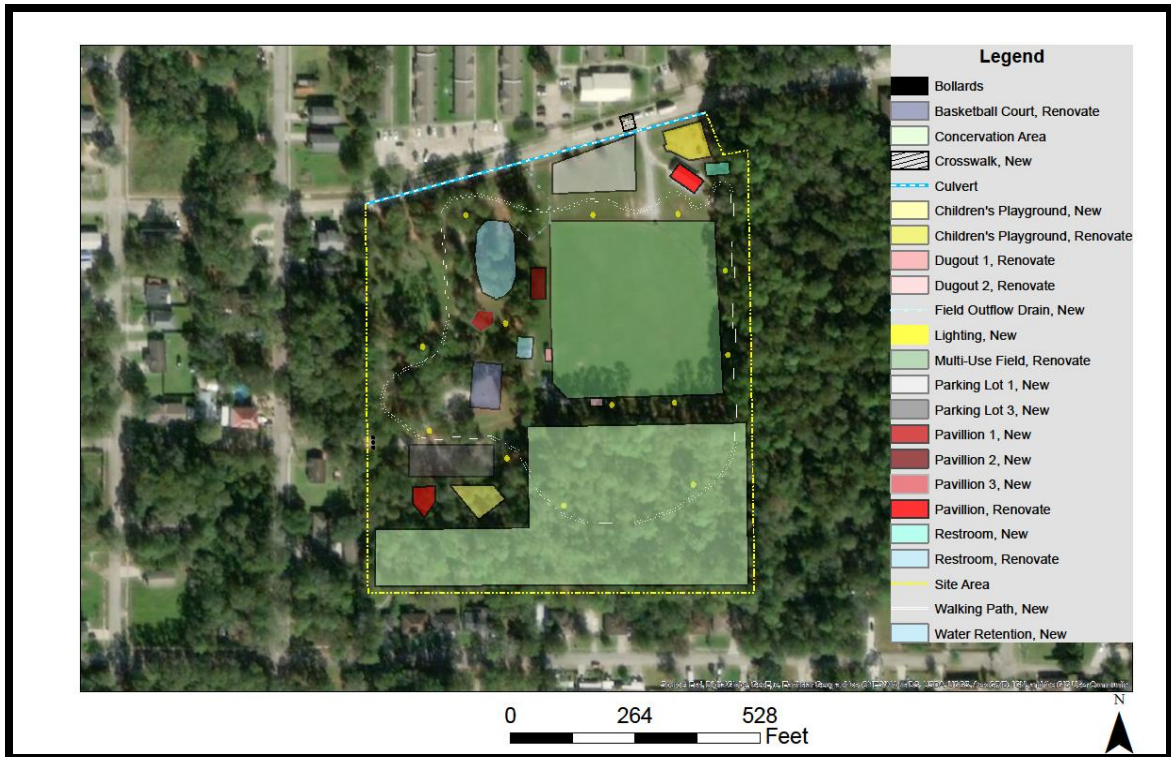 Legend
Bollards
Basketball Court, Renovate
Concervation Area
Crosswalk, New
Culvert
Children's Playground, New
Children's Playground, Renovate
Dugout 1, Renovate
Dugout 2, Renovate
Field Outflow Drain, New
Lighting, New
Multi-Use Field, Renovate
Parking Lot 1, New
Parking Lot 3, New
Pavillion 1, New
Pavillion 2, New
Pavillion 3, New
Pavillion, Renovate
Restroom, New
Restroom, Renovate
Site Area
Walking Path, New
Water Retention, New
N
0 264 528
Feet